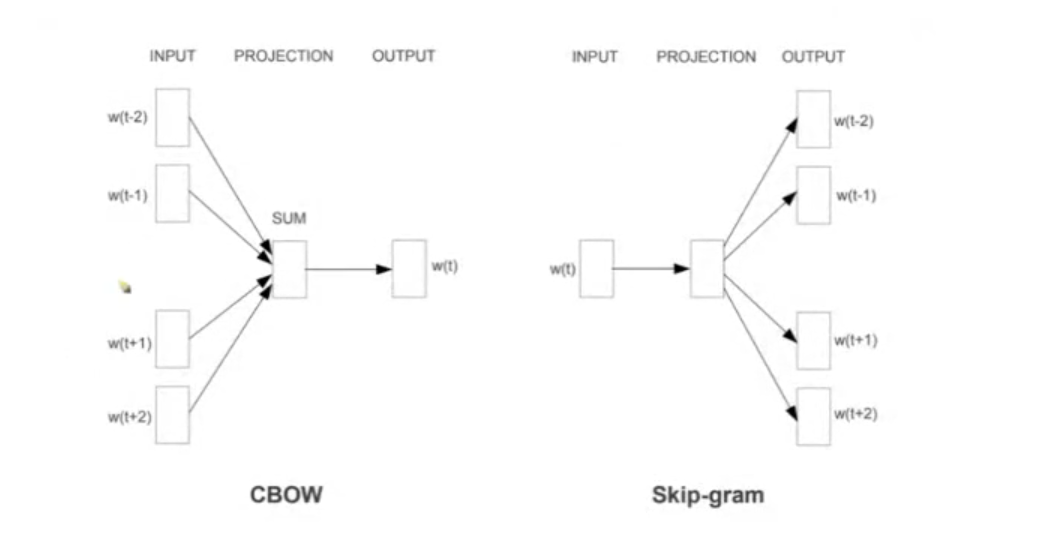 INPUT PROJECTION OUTPUT
w(t-2)
w(t-1)
SUM
w(t)
w(t+1)
w(t+2)
CBOW
INPUT PROJECTION OUTPUT
w(t-2)
w(t-1)
w(t)
w(t+1)
w(t+2)
Skip-gram